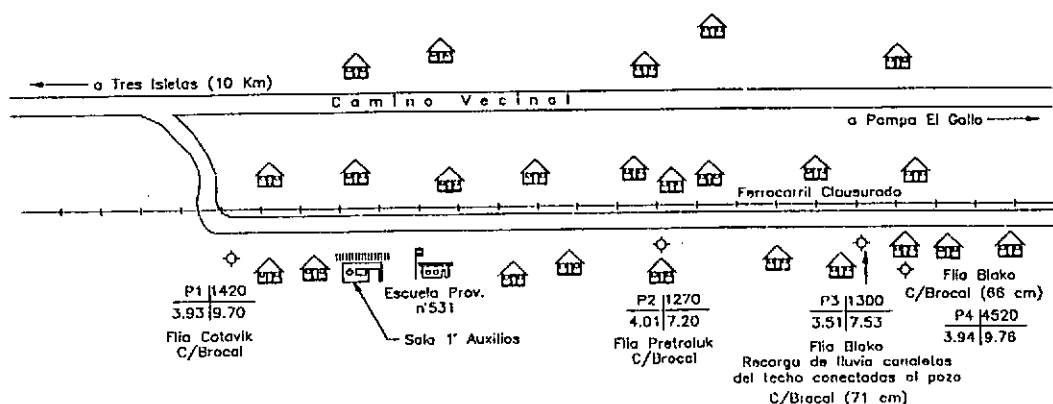 a Tres Isletas (10 Km)
Camino Vecinal
a Pampa El Gallo
Ferrocarril Clausurado
P1 1420
3.93 9.70
Flia Cotavik
C/Brocal
Escuela Prov.
n°531
Sala 1° Auxilios
P2 1270
4.01 7.20
Flia Pretraluk
C/Brocal
P3 1300
3.51 7.53
Flia Blako
Recarga de lluvia canaletas
del techo conectadas al pozo
C/Brocal (71 cm)
Flia Blako
C/Brocal (66 cm)
P4 4520
3.94 9.76